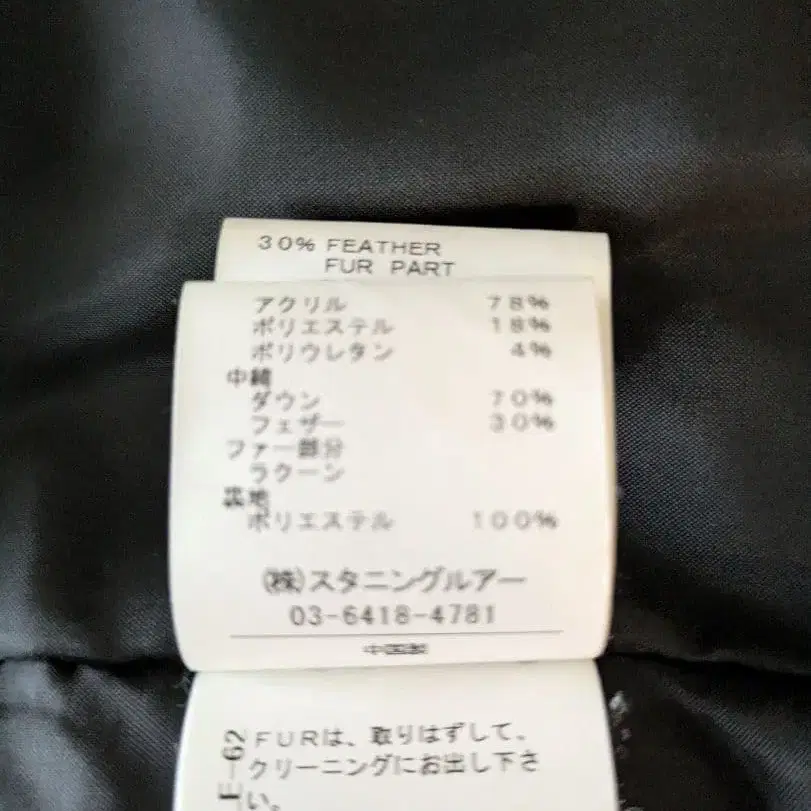 30% FEATHER
FUR PART
アクリル 78%
ポリエステル 18%
ポリウレタン 4%
中綿
ダウン 70%
フェザー 30%
ファー部分
ラクーン
裏地
ポリエステル 100%
㈱スタニングルアー
03-6418-4781
中国製
FURは、取りはずして、
クリーニングにお出し下さ
い。
E-62